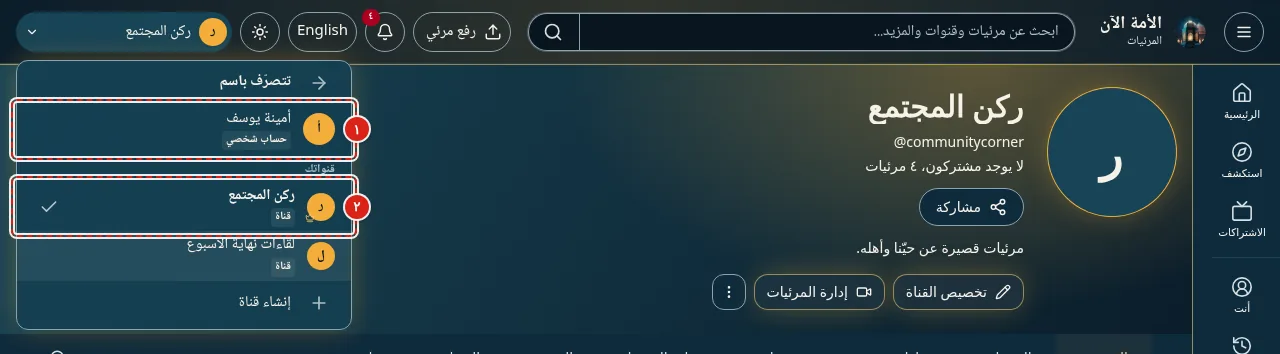 الأمة الآن
المرئيات
ابحث عن مرئيات وقنوات والمزيد...
رفع مرئي
٤
English
ر
ركن المجتمع
تتصرّف باسم
أ
أمينة يوسف
حساب شخصي
١
قنواتك
ر
ركن المجتمع
قناة
٢
ل
لقاءات نهاية الأسبوع
قناة
إنشاء قناة
ر
ركن المجتمع
@communitycorner
لا يوجد مشتركون، ٤ مرئيات
مشاركة
مرئيات قصيرة عن حيّنا وأهله.
تخصيص القناة
إدارة المرئيات
الرئيسية
استكشف
الاشتراكات
أنت